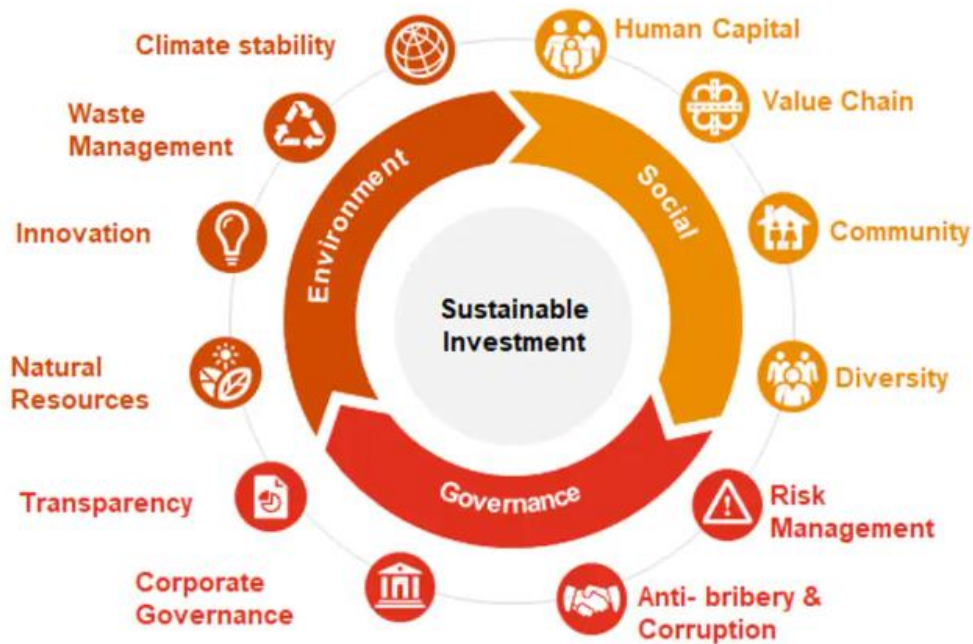 Climate stability
Human Capital
Waste
Management
Value Chain
Innovation
Community
Environment
Social
Sustainable
Investment
Natural
Resources
Diversity
Governance
Transparency
Risk
Management
Corporate
Governance
Anti- bribery &
Corruption